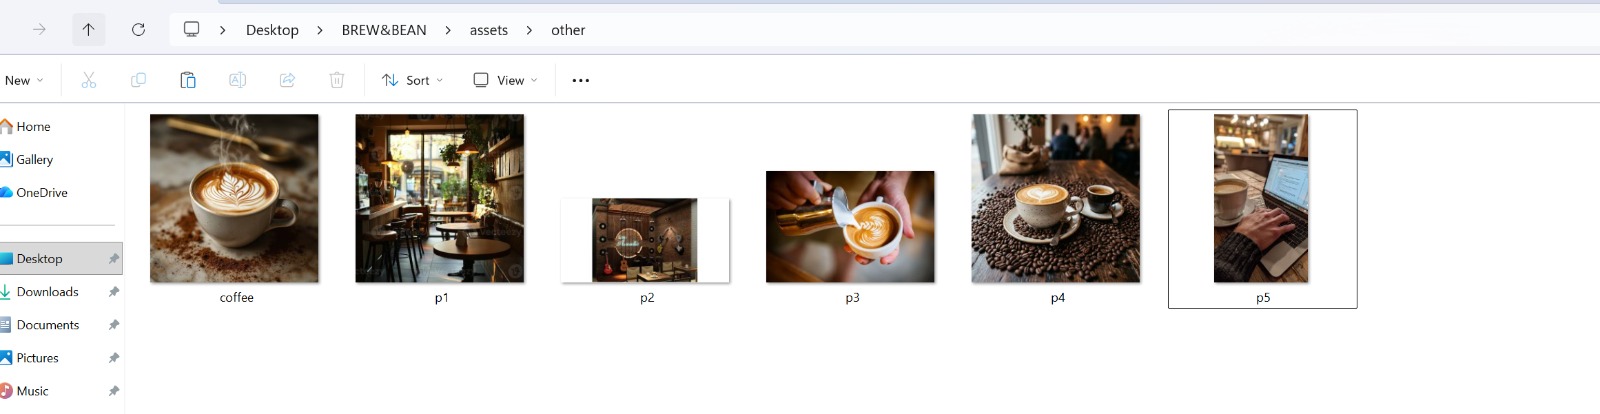 Desktop > BREW&BEAN > assets > other
New Sort View
Home
Gallery
OneDrive
Desktop
Downloads
Documents
Pictures
Music
coffee p1 p2 p3 p4 p5